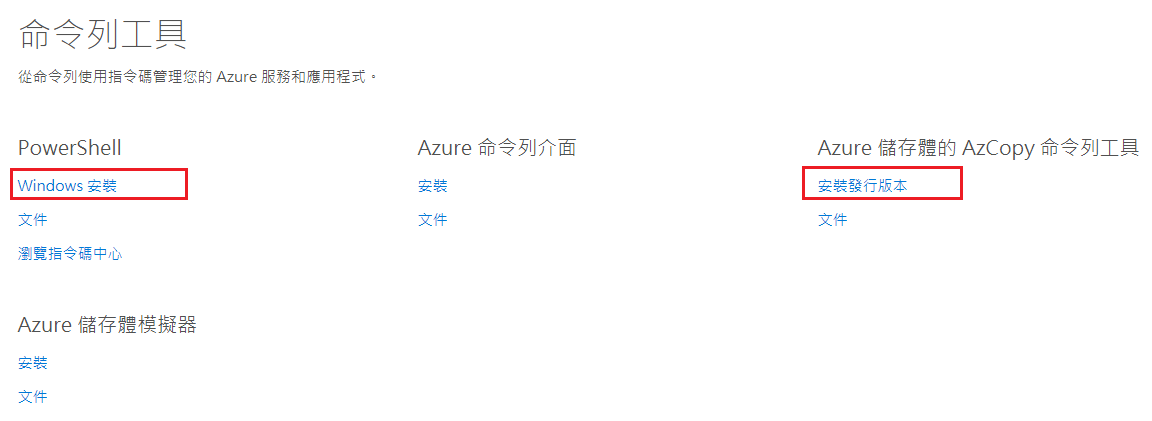 命令列工具
從命令列使用指令碼管理您的 Azure 服務和應用程式。
PowerShell
Windows 安裝
文件
瀏覽指令碼中心
Azure 命令列介面
安裝
文件
Azure 儲存體的 AzCopy 命令列工具
安裝發行版本
文件
Azure 儲存體模擬器
安裝
文件